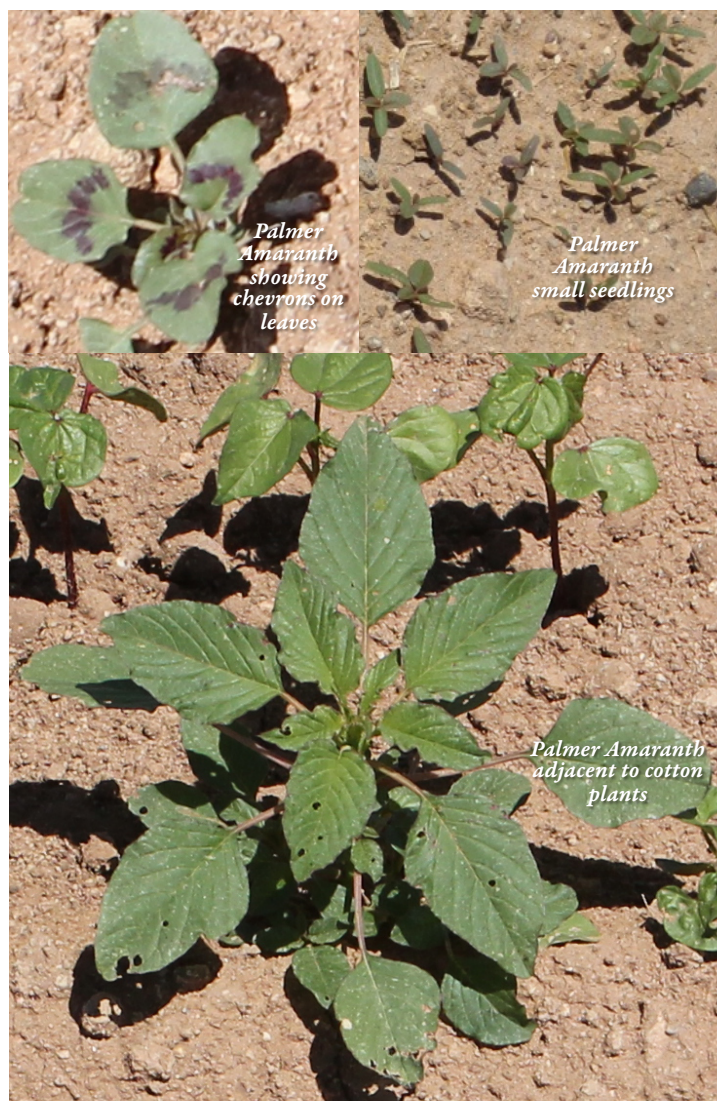 Palmer
Amaranth
showing
chevrons on
leaves
Palmer
Amaranth
small seedlings
Palmer Amaranth
adjacent to cotton
plants